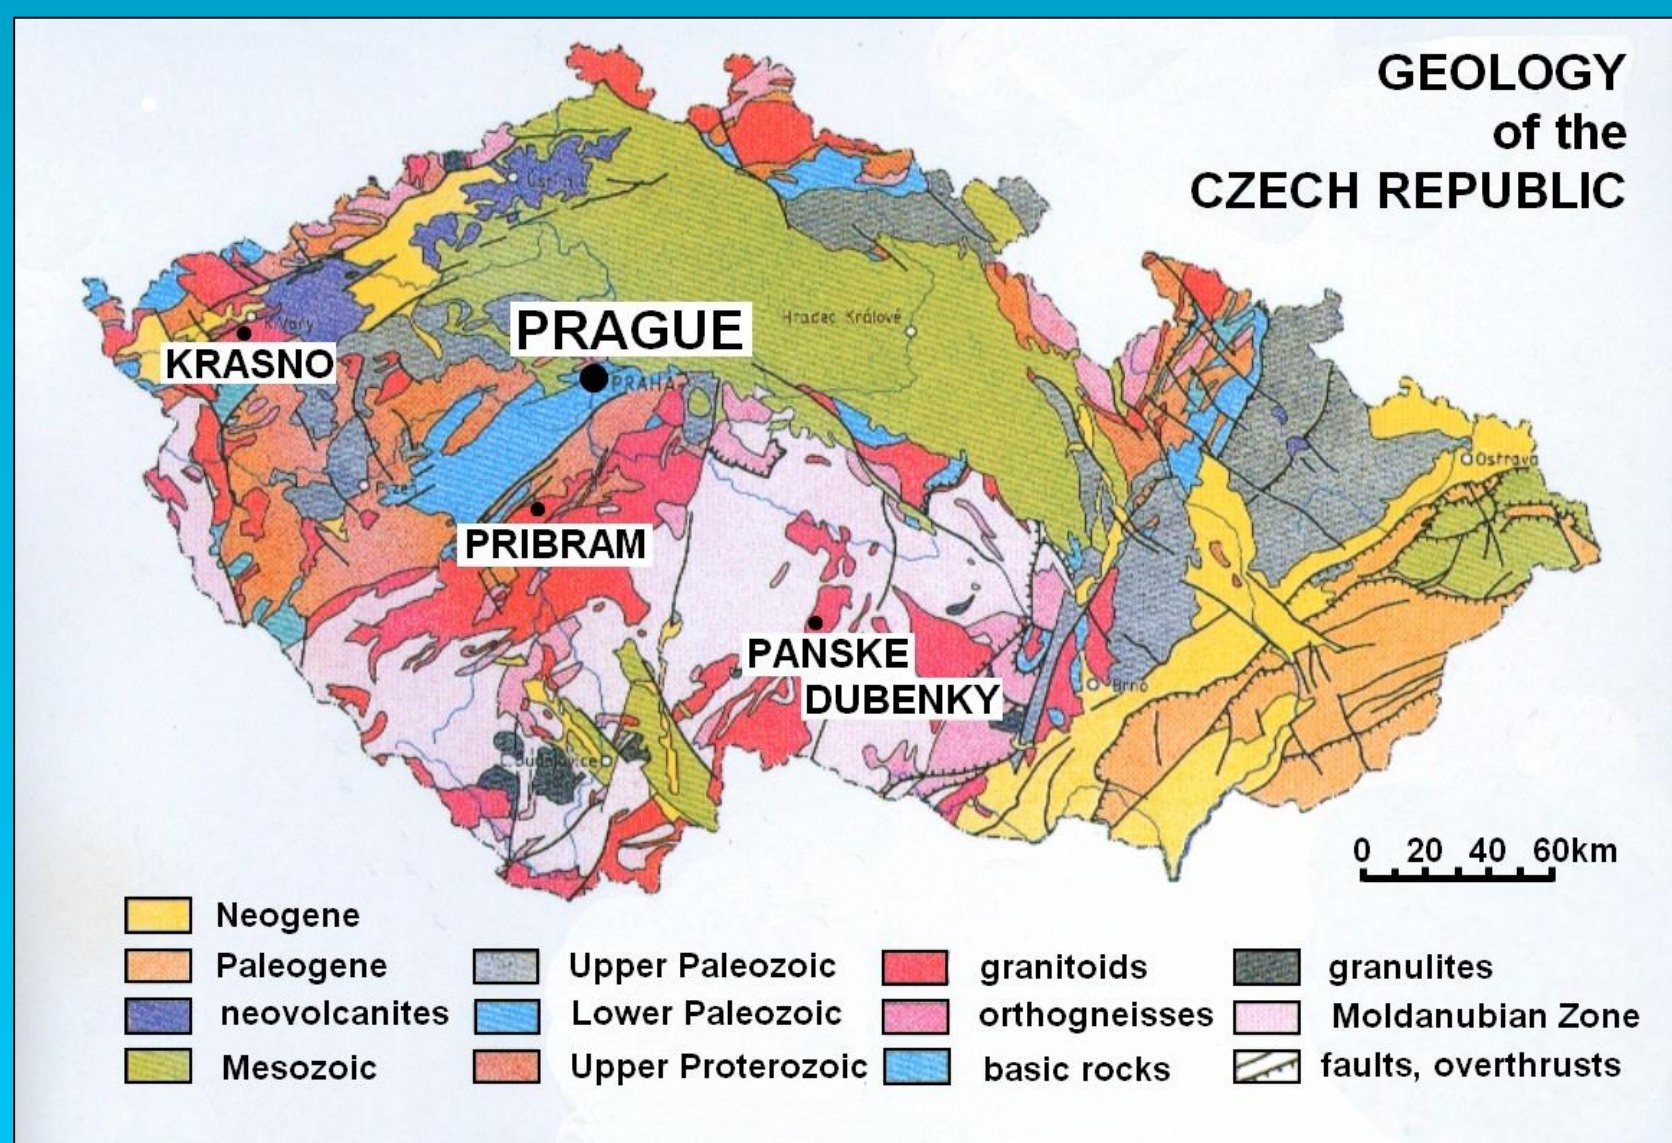 GEOLOGY
of the
CZECH REPUBLIC
K.Vary
KRASNO
PRAGUE
PRAHA
Hradec Králové
Ostrava
PRIBRAM
PANSKE
DUBENKY
Brno
0 20 40 60km
Neogene
Paleogene
neovolcanites
Mesozoic
Upper Paleozoic
Lower Paleozoic
Upper Proterozoic
granitoids
orthogneisses
basic rocks
granulites
Moldanubian Zone
faults, overthrusts